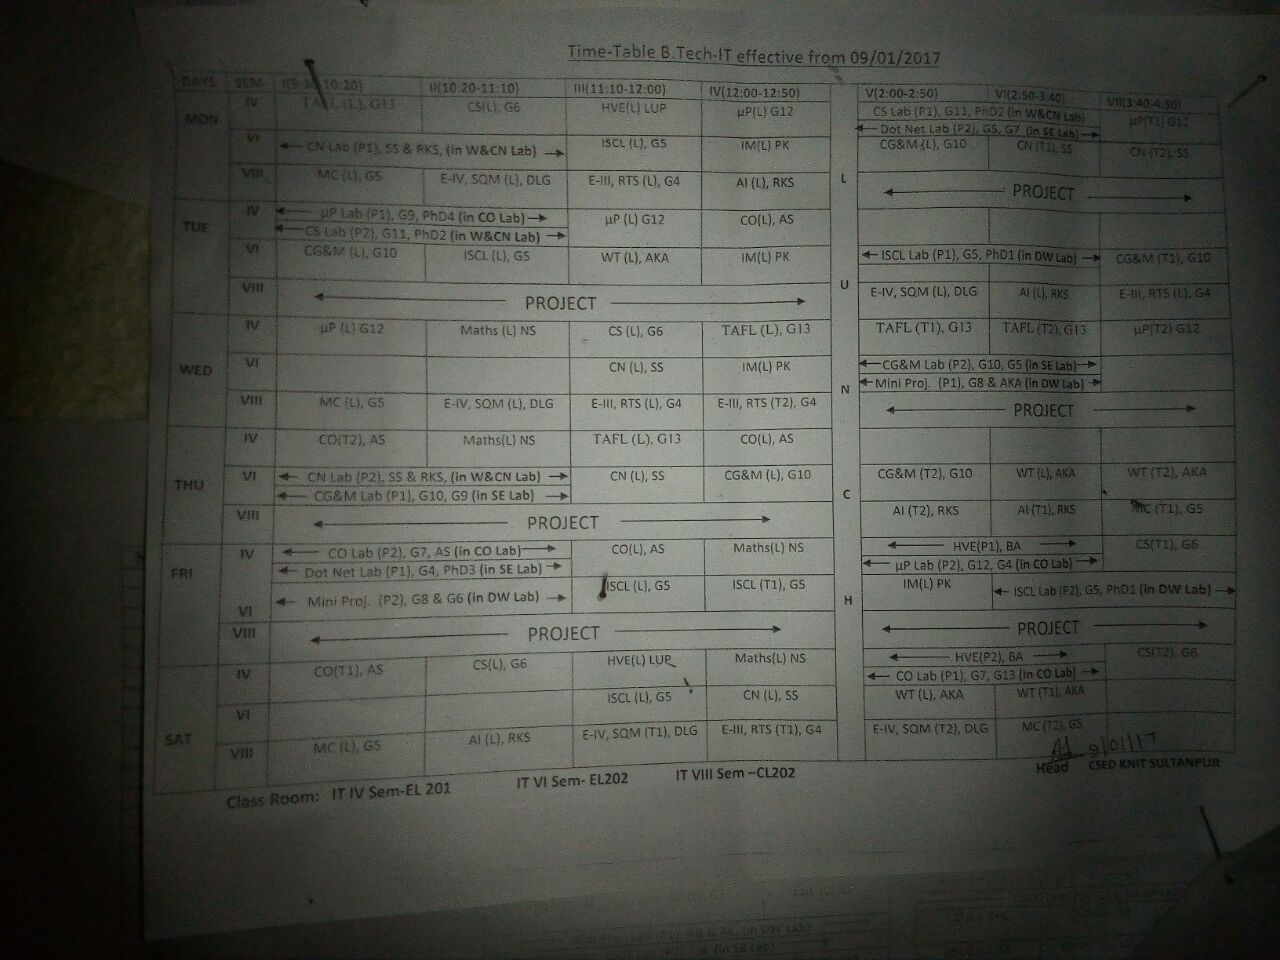 Time-Table B.Tech-IT effective from 09/01/2017
DAYS SEM I(9:30-10:20) II(10:20-11:10) III(11:10-12:00) IV(12:00-12:50) V(2:00-2:50) VI(2:50-3:40) VII(3:40-4:30)
MON IV TAFL (L), G13 CS(L), G6 HVE(L) LUP µP(L) G12 CS Lab (P1), G11, PhD2 (in W&CN Lab) µP(T1) G12
Dot Net Lab (P2), G5, G7 (in SE Lab)
VI CN Lab (P1), SS & RKS, (in W&CN Lab) ISCL (L), G5 IM(L) PK CG&M (L), G10 CN (T1), SS CN (T2), SS
VIII MC (L), G5 E-IV, SQM (L), DLG E-III, RTS (L), G4 AI (L), RKS L PROJECT
TUE IV µP Lab (P1), G9, PhD4 (in CO Lab) µP (L) G12 CO(L), AS
CS Lab (P2), G11, PhD2 (in W&CN Lab)
VI CG&M (L), G10 ISCL (L), G5 WT (L), AKA IM(L) PK ISCL Lab (P1), G5, PhD1 (in DW Lab) CG&M (T1), G10
VIII PROJECT U E-IV, SQM (L), DLG AI (L), RKS E-III, RTS (L), G4
WED IV µP (L) G12 Maths (L) NS CS (L), G6 TAFL (L), G13 TAFL (T1), G13 TAFL (T2), G13 µP(T2) G12
VI CN (L), SS IM(L) PK CG&M Lab (P2), G10, G5 (in SE Lab)
N Mini Proj. (P1), G8 & AKA (in DW Lab)
VIII MC (L), G5 E-IV, SQM (L), DLG E-III, RTS (L), G4 E-III, RTS (T2), G4 PROJECT
THU IV CO(T2), AS Maths(L) NS TAFL (L), G13 CO(L), AS
VI CN Lab (P2), SS & RKS, (in W&CN Lab) CN (L), SS CG&M (L), G10 CG&M (T2), G10 WT (L), AKA WT (T2), AKA
CG&M Lab (P1), G10, G9 (in SE Lab) C
VIII PROJECT AI (T2), RKS AI (T1), RKS MC (T1), G5
FRI IV CO Lab (P2), G7, AS (in CO Lab) CO(L), AS Maths(L) NS HVE(P1), BA CS(T1), G6
Dot Net Lab (P1), G4, PhD3 (in SE Lab) µP Lab (P2), G12, G4 (in CO Lab)
VI Mini Proj. (P2), G8 & G6 (in DW Lab) ISCL (L), G5 ISCL (T1), G5 H IM(L) PK ISCL Lab (P2), G5, PhD1 (in DW Lab)
VIII PROJECT PROJECT
SAT IV CO(T1), AS CS(L), G6 HVE(L) LUP Maths(L) NS HVE(P2), BA CS(T2), G6
CO Lab (P1), G7, G13 (in CO Lab)
VI ISCL (L), G5 CN (L), SS WT (L), AKA WT (T1), AKA
VIII MC (L), G5 AI (L), RKS E-IV, SQM (T1), DLG E-III, RTS (T1), G4 E-IV, SQM (T2), DLG MC (T2), G5
9/01/17
Head CSED KNIT SULTANPUR
Class Room: IT IV Sem-EL 201 IT VI Sem- EL202 IT VIII Sem –CL202